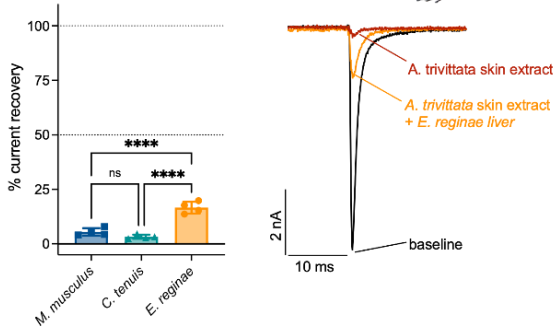 100
75
50
25
0
% current recovery
****
ns
****
M. musculus
C. tenuis
E. reginae
A. trivittata skin extract
A. trivittata skin extract
+ E. reginae liver
2 nA
10 ms
baseline